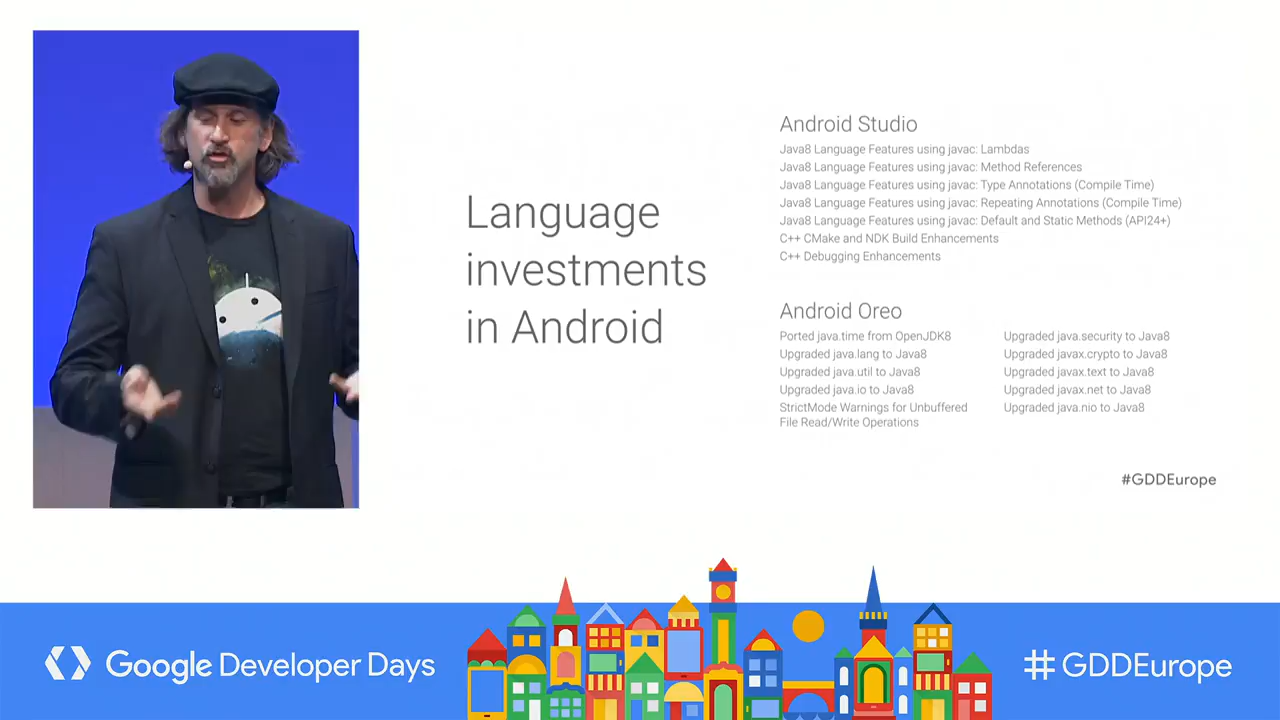 Language
investments
in Android
Android Studio
Java8 Language Features using javac: Lambdas
Java8 Language Features using javac: Method References
Java8 Language Features using javac: Type Annotations (Compile Time)
Java8 Language Features using javac: Repeating Annotations (Compile Time)
Java8 Language Features using javac: Default and Static Methods (API24+)
C++ CMake and NDK Build Enhancements
C++ Debugging Enhancements
Android Oreo
Ported java.time from OpenJDK8
Upgraded java.lang to Java8
Upgraded java.util to Java8
Upgraded java.io to Java8
StrictMode Warnings for Unbuffered
File Read/Write Operations
Upgraded java.security to Java8
Upgraded javax.crypto to Java8
Upgraded javax.text to Java8
Upgraded javax.net to Java8
Upgraded java.nio to Java8
#GDDEurope
Google Developer Days
#GDDEurope